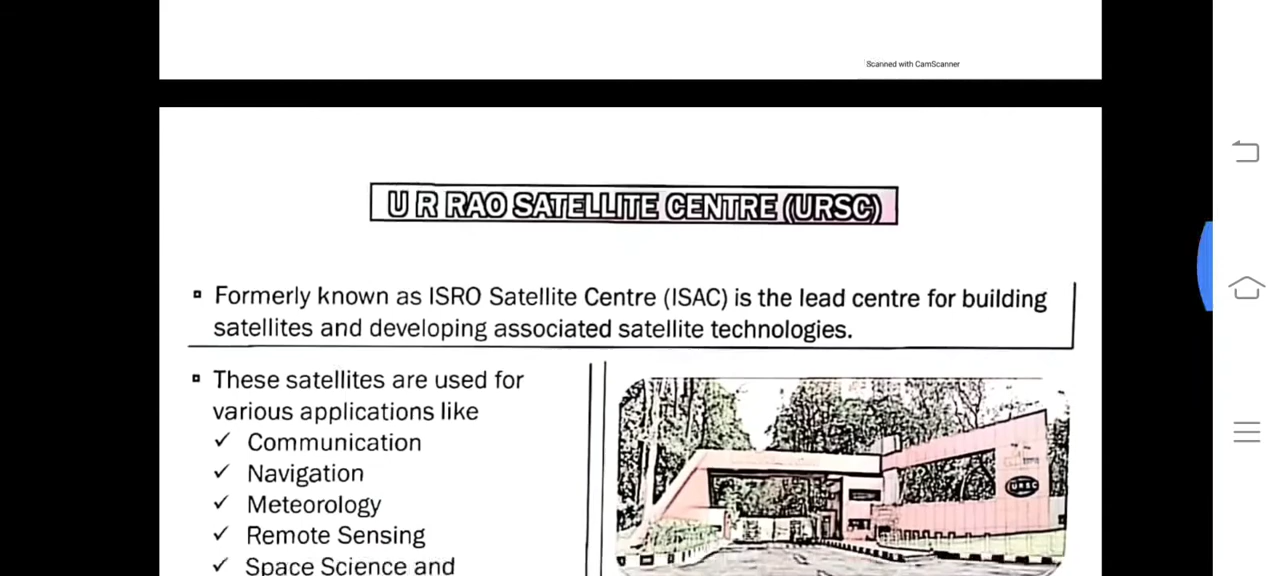 Scanned with CamScanner
U R RAO SATELLITE CENTRE (URSC)
▫ Formerly known as ISRO Satellite Centre (ISAC) is the lead centre for building
satellites and developing associated satellite technologies.
▫ These satellites are used for
various applications like
✓ Communication
✓ Navigation
✓ Meteorology
✓ Remote Sensing
✓ Space Science and